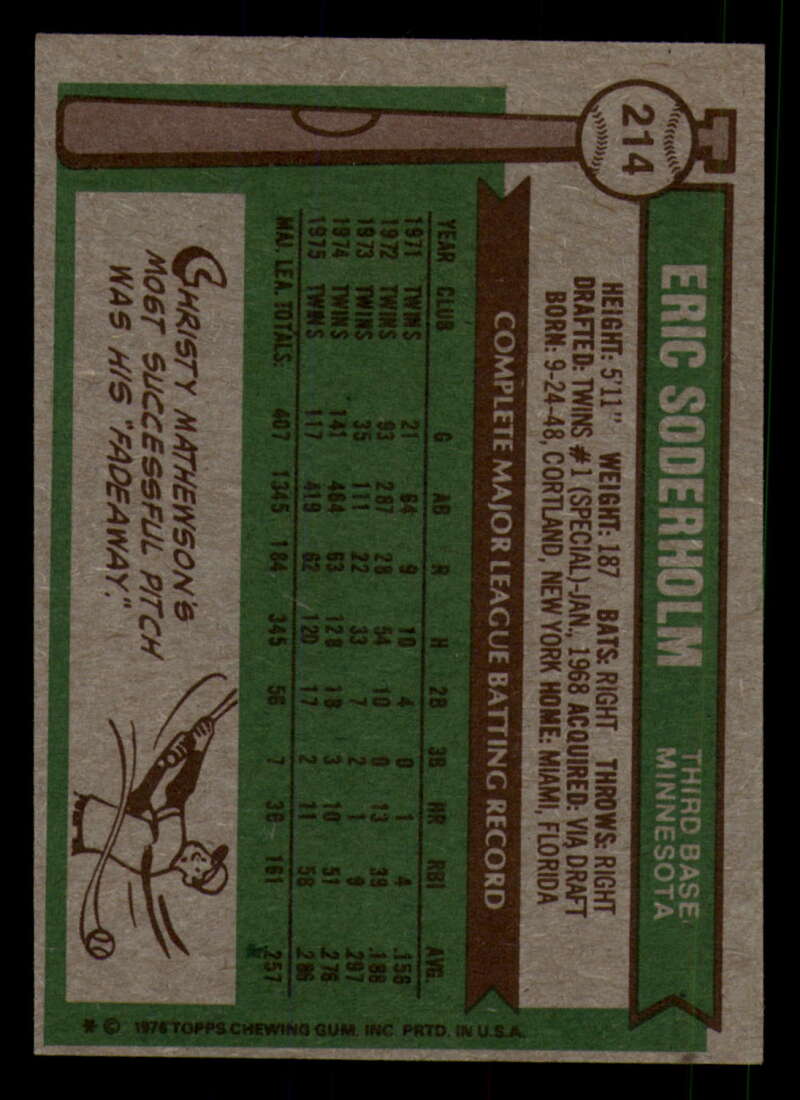 214
ERIC SODERHOLM
THIRD BASE
MINNESOTA
HEIGHT: 5'11" WEIGHT: 187 BATS: RIGHT THROWS: RIGHT
DRAFTED: TWINS #1 (SPECIAL)-JAN., 1968 ACQUIRED: VIA DRAFT
BORN: 9-24-48, CORTLAND, NEW YORK HOME: MIAMI, FLORIDA
COMPLETE MAJOR LEAGUE BATTING RECORD
YEAR CLUB G AB R H 2B 3B HR RBI AVG.
1971 TWINS 21 64 9 10 4 0 1 4 .156
1972 TWINS 93 287 28 54 10 0 13 39 .188
1973 TWINS 35 111 22 33 7 2 1 9 .297
1974 TWINS 141 464 63 128 18 3 10 51 .276
1975 TWINS 117 419 62 120 17 2 11 58 .286
MAJ. LEA. TOTALS: 407 1345 184 345 56 7 36 161 .257
CHRISTY MATHEWSON'S
MOST SUCCESSFUL PITCH
WAS HIS "FADEAWAY."
* © 1976 TOPPS CHEWING GUM, INC. PRTD. IN U.S.A.